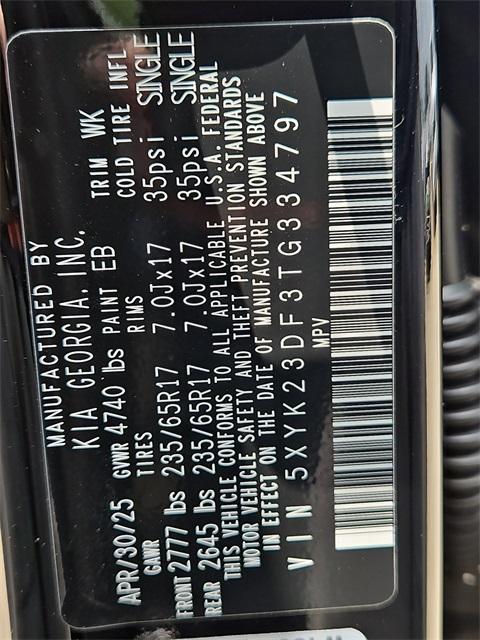 MANUFACTURED BY
KIA GEORGIA, INC.
APR/30/25 GVWR 4740 lbs PAINT EB TRIM WK
GAWR TIRES RIMS COLD TIRE INFL
FRONT 2777 lbs 235/65R17 7.0Jx17 35psi SINGLE
REAR 2645 lbs 235/65R17 7.0Jx17 35psi SINGLE
THIS VEHICLE CONFORMS TO ALL APPLICABLE U.S.A. FEDERAL
MOTOR VEHICLE SAFETY AND THEFT PREVENTION STANDARDS
IN EFFECT ON THE DATE OF MANUFACTURE SHOWN ABOVE
VIN 5XYK23DF3TG334797
MPV